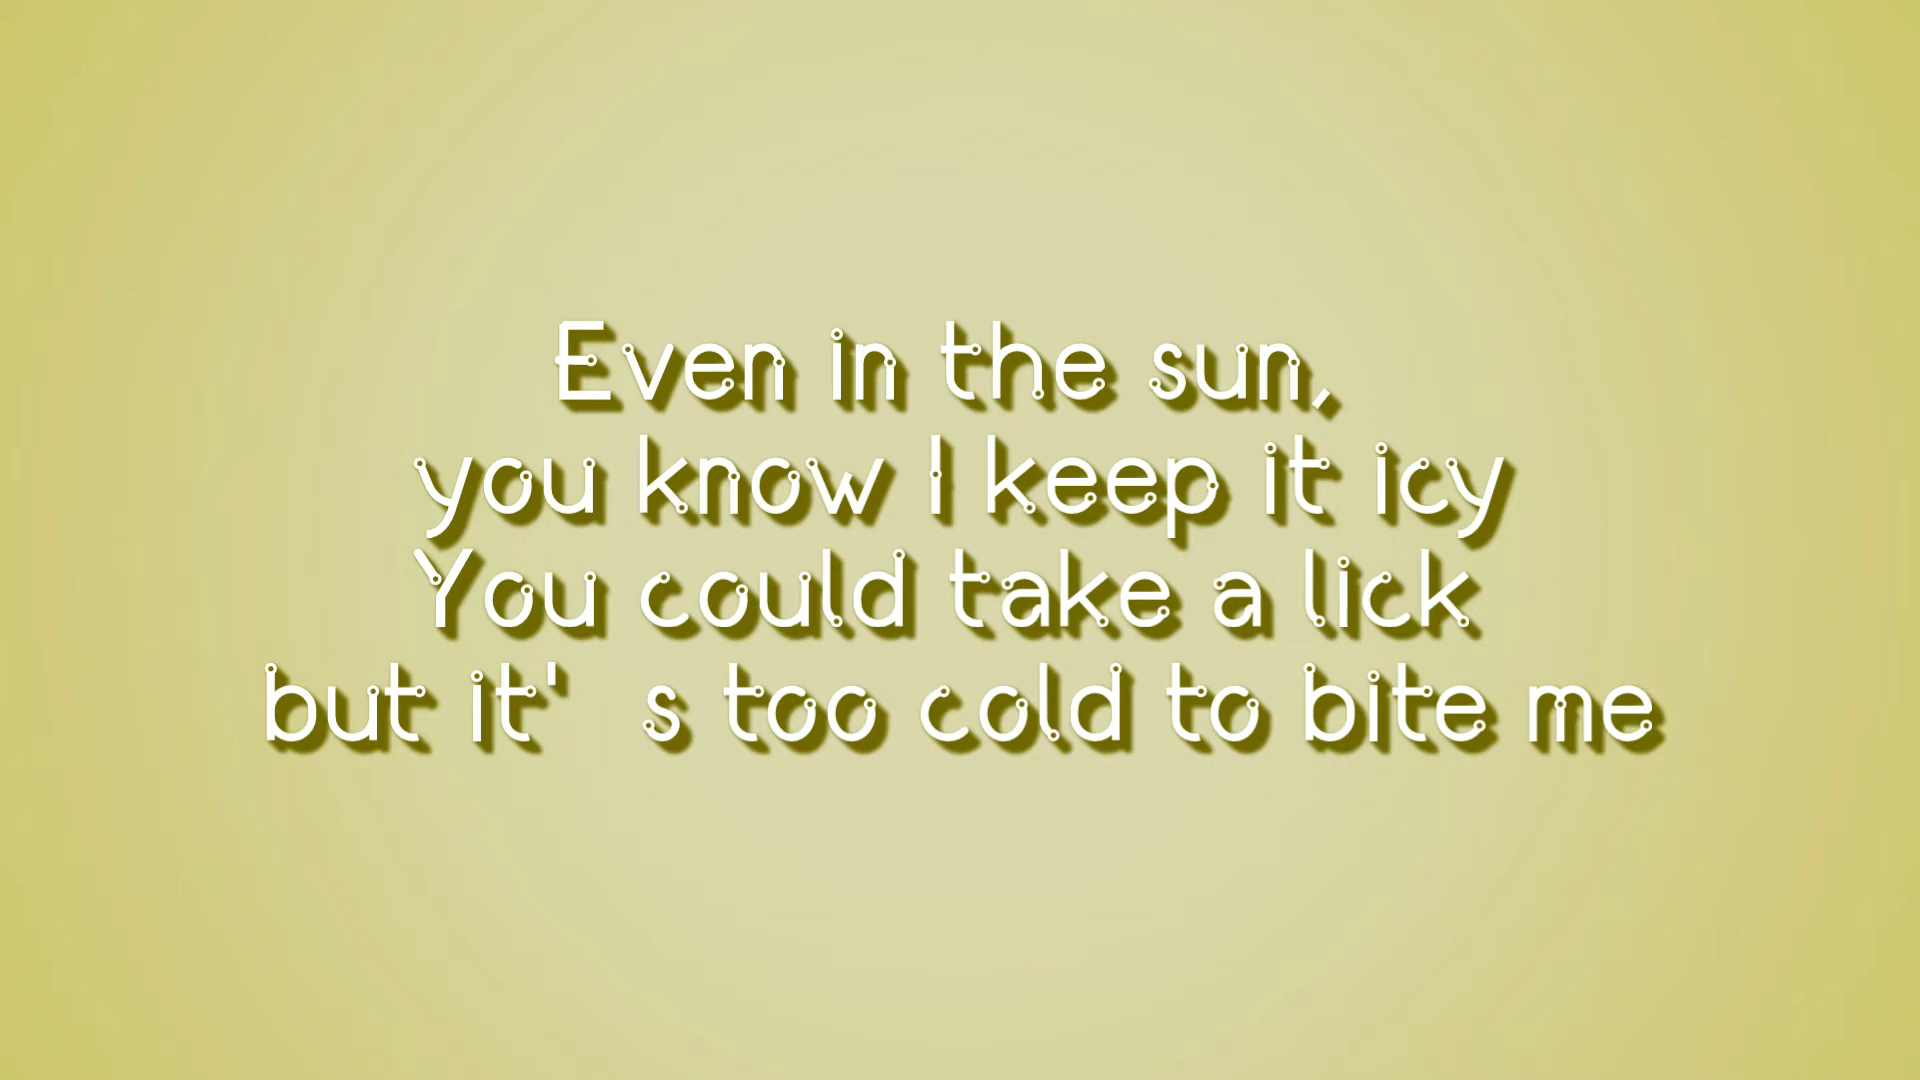 Even in the sun,
you know I keep it icy
You could take a lick
but it's too cold to bite me